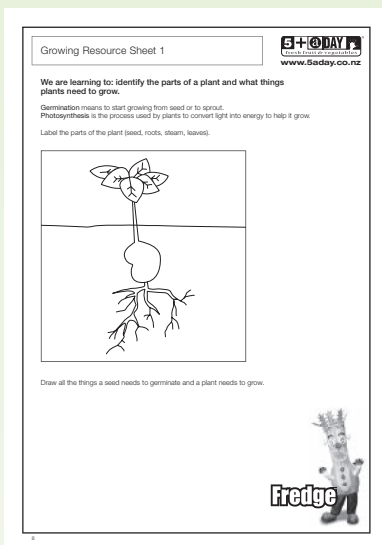 Growing Resource Sheet 1
5+ A DAY
fresh fruit & vegetables
www.5aday.co.nz
We are learning to: identify the parts of a plant and what things
plants need to grow.
Germination means to start growing from seed or to sprout.
Photosynthesis is the process used by plants to convert light into energy to help it grow.
Label the parts of the plant (seed, roots, steam, leaves).
Draw all the things a seed needs to germinate and a plant needs to grow.
Fredge
8